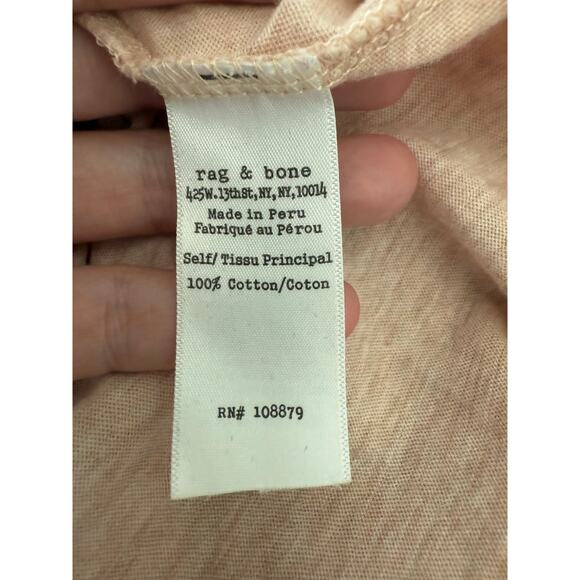 rag & bone
425W.13thSt,NY,NY,10014
Made in Peru
Fabriqué au Pérou
Self/Tissu Principal
100% Cotton/Coton
RN# 108879